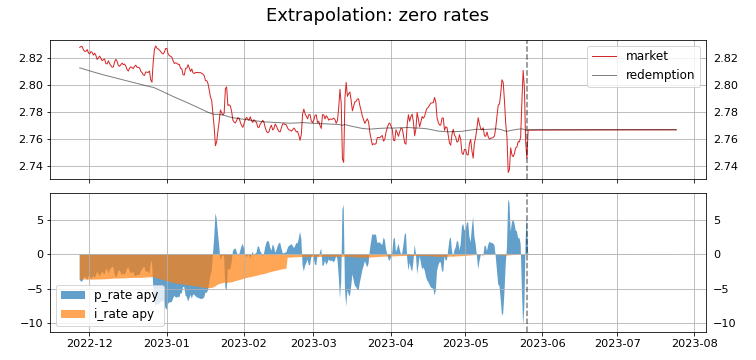 Extrapolation: zero rates
2.82 2.82
2.80 2.80
2.78 2.78
2.76 2.76
2.74 2.74
market
redemption
5 5
0 0
−5 −5
−10 −10
p_rate apy
i_rate apy
2022-12 2023-01 2023-02 2023-03 2023-04 2023-05 2023-06 2023-07 2023-08